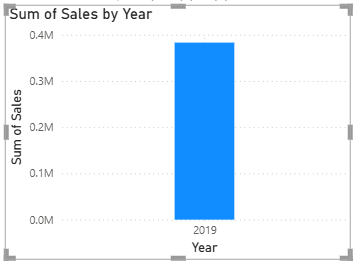 Sum of Sales by Year
0.4M
0.3M
0.2M
0.1M
0.0M
Sum of Sales
2019
Year